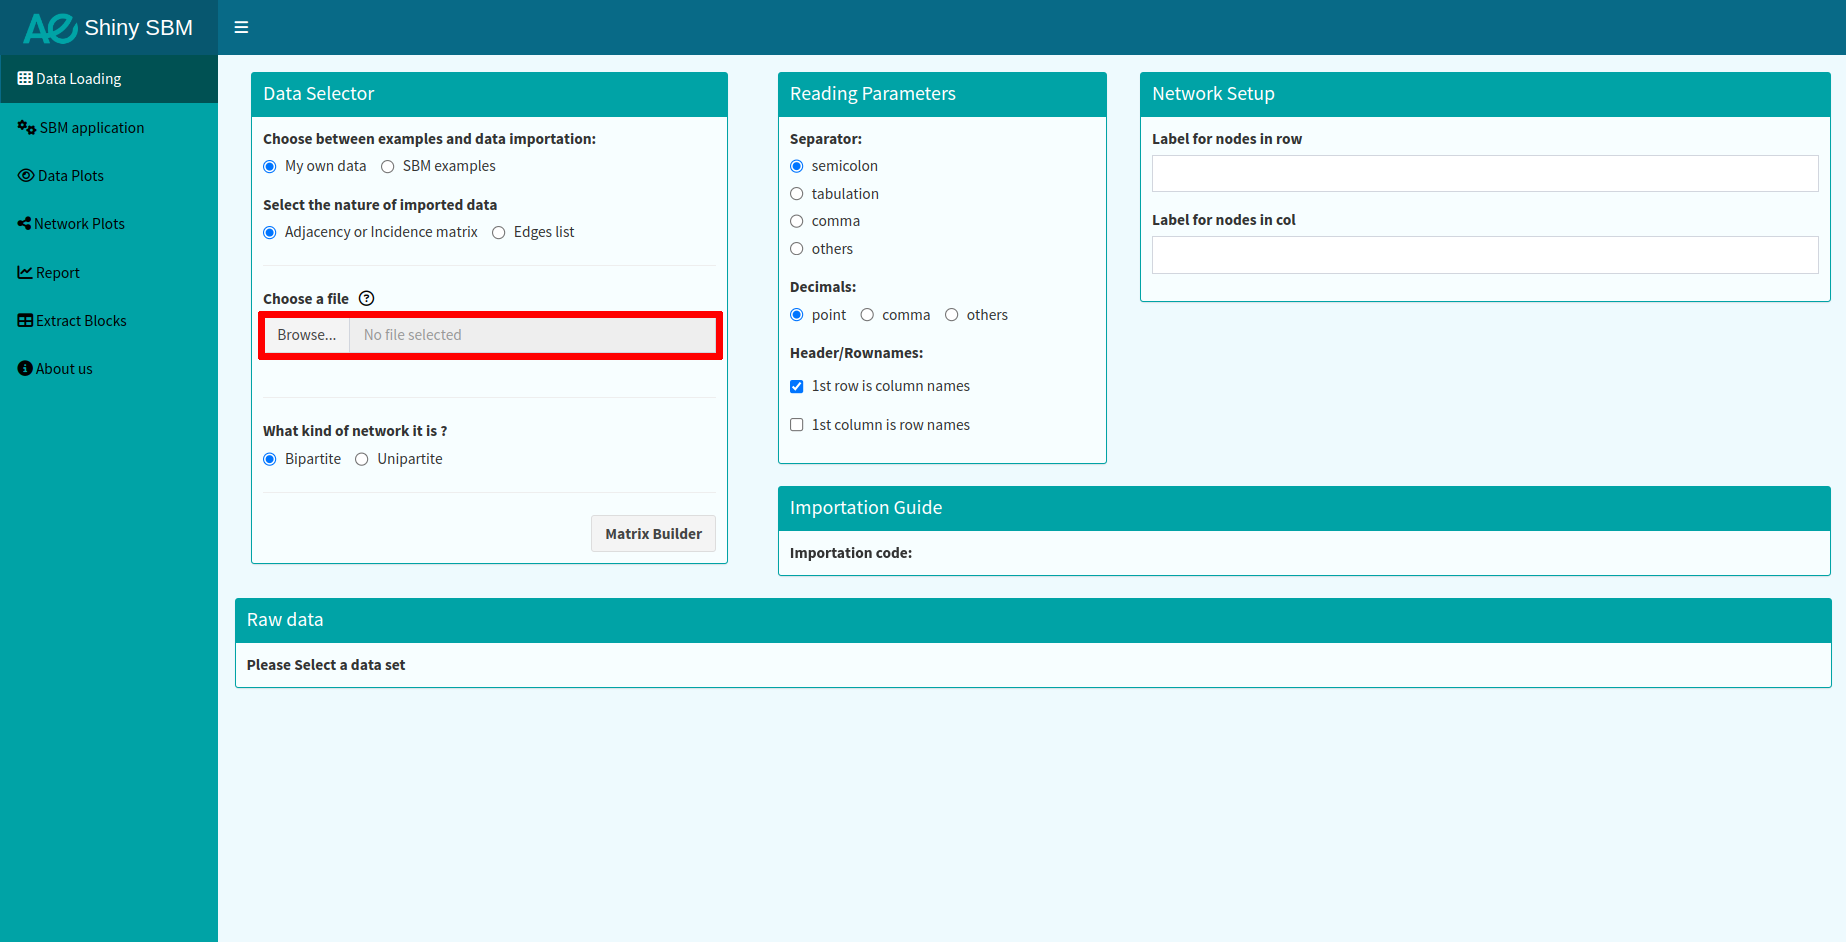 Ae Shiny SBM
Data Loading
SBM application
Data Plots
Network Plots
Report
Extract Blocks
About us
Data Selector
Choose between examples and data importation:
My own data SBM examples
Select the nature of imported data
Adjacency or Incidence matrix Edges list
Choose a file ?
Browse... No file selected
What kind of network it is ?
Bipartite Unipartite
Matrix Builder
Reading Parameters
Separator:
semicolon
tabulation
comma
others
Decimals:
point comma others
Header/Rownames:
1st row is column names
1st column is row names
Network Setup
Label for nodes in row
Label for nodes in col
Importation Guide
Importation code:
Raw data
Please Select a data set